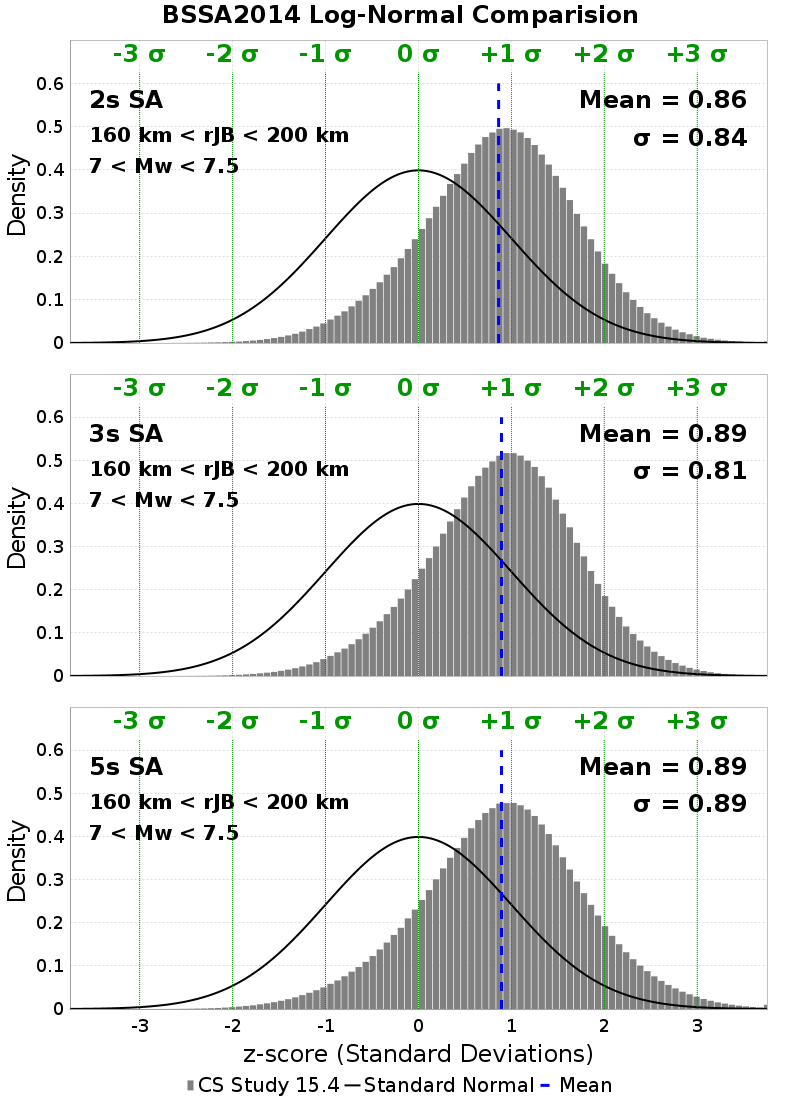 BSSA2014 Log-Normal Comparision
-3 σ -2 σ -1 σ 0 σ +1 σ +2 σ +3 σ
0.6
2s SA Mean = 0.86
0.5
160 km < rJB < 200 km σ = 0.84
7 < Mw < 7.5
0.4
0.3
0.2
0.1
0
Density
-3 σ -2 σ -1 σ 0 σ +1 σ +2 σ +3 σ
0.6
3s SA Mean = 0.89
0.5
160 km < rJB < 200 km σ = 0.81
7 < Mw < 7.5
0.4
0.3
0.2
0.1
0
Density
-3 σ -2 σ -1 σ 0 σ +1 σ +2 σ +3 σ
0.6
5s SA Mean = 0.89
0.5
160 km < rJB < 200 km σ = 0.89
7 < Mw < 7.5
0.4
0.3
0.2
0.1
0
Density
-3 -2 -1 0 1 2 3
z-score (Standard Deviations)
CS Study 15.4 Standard Normal Mean